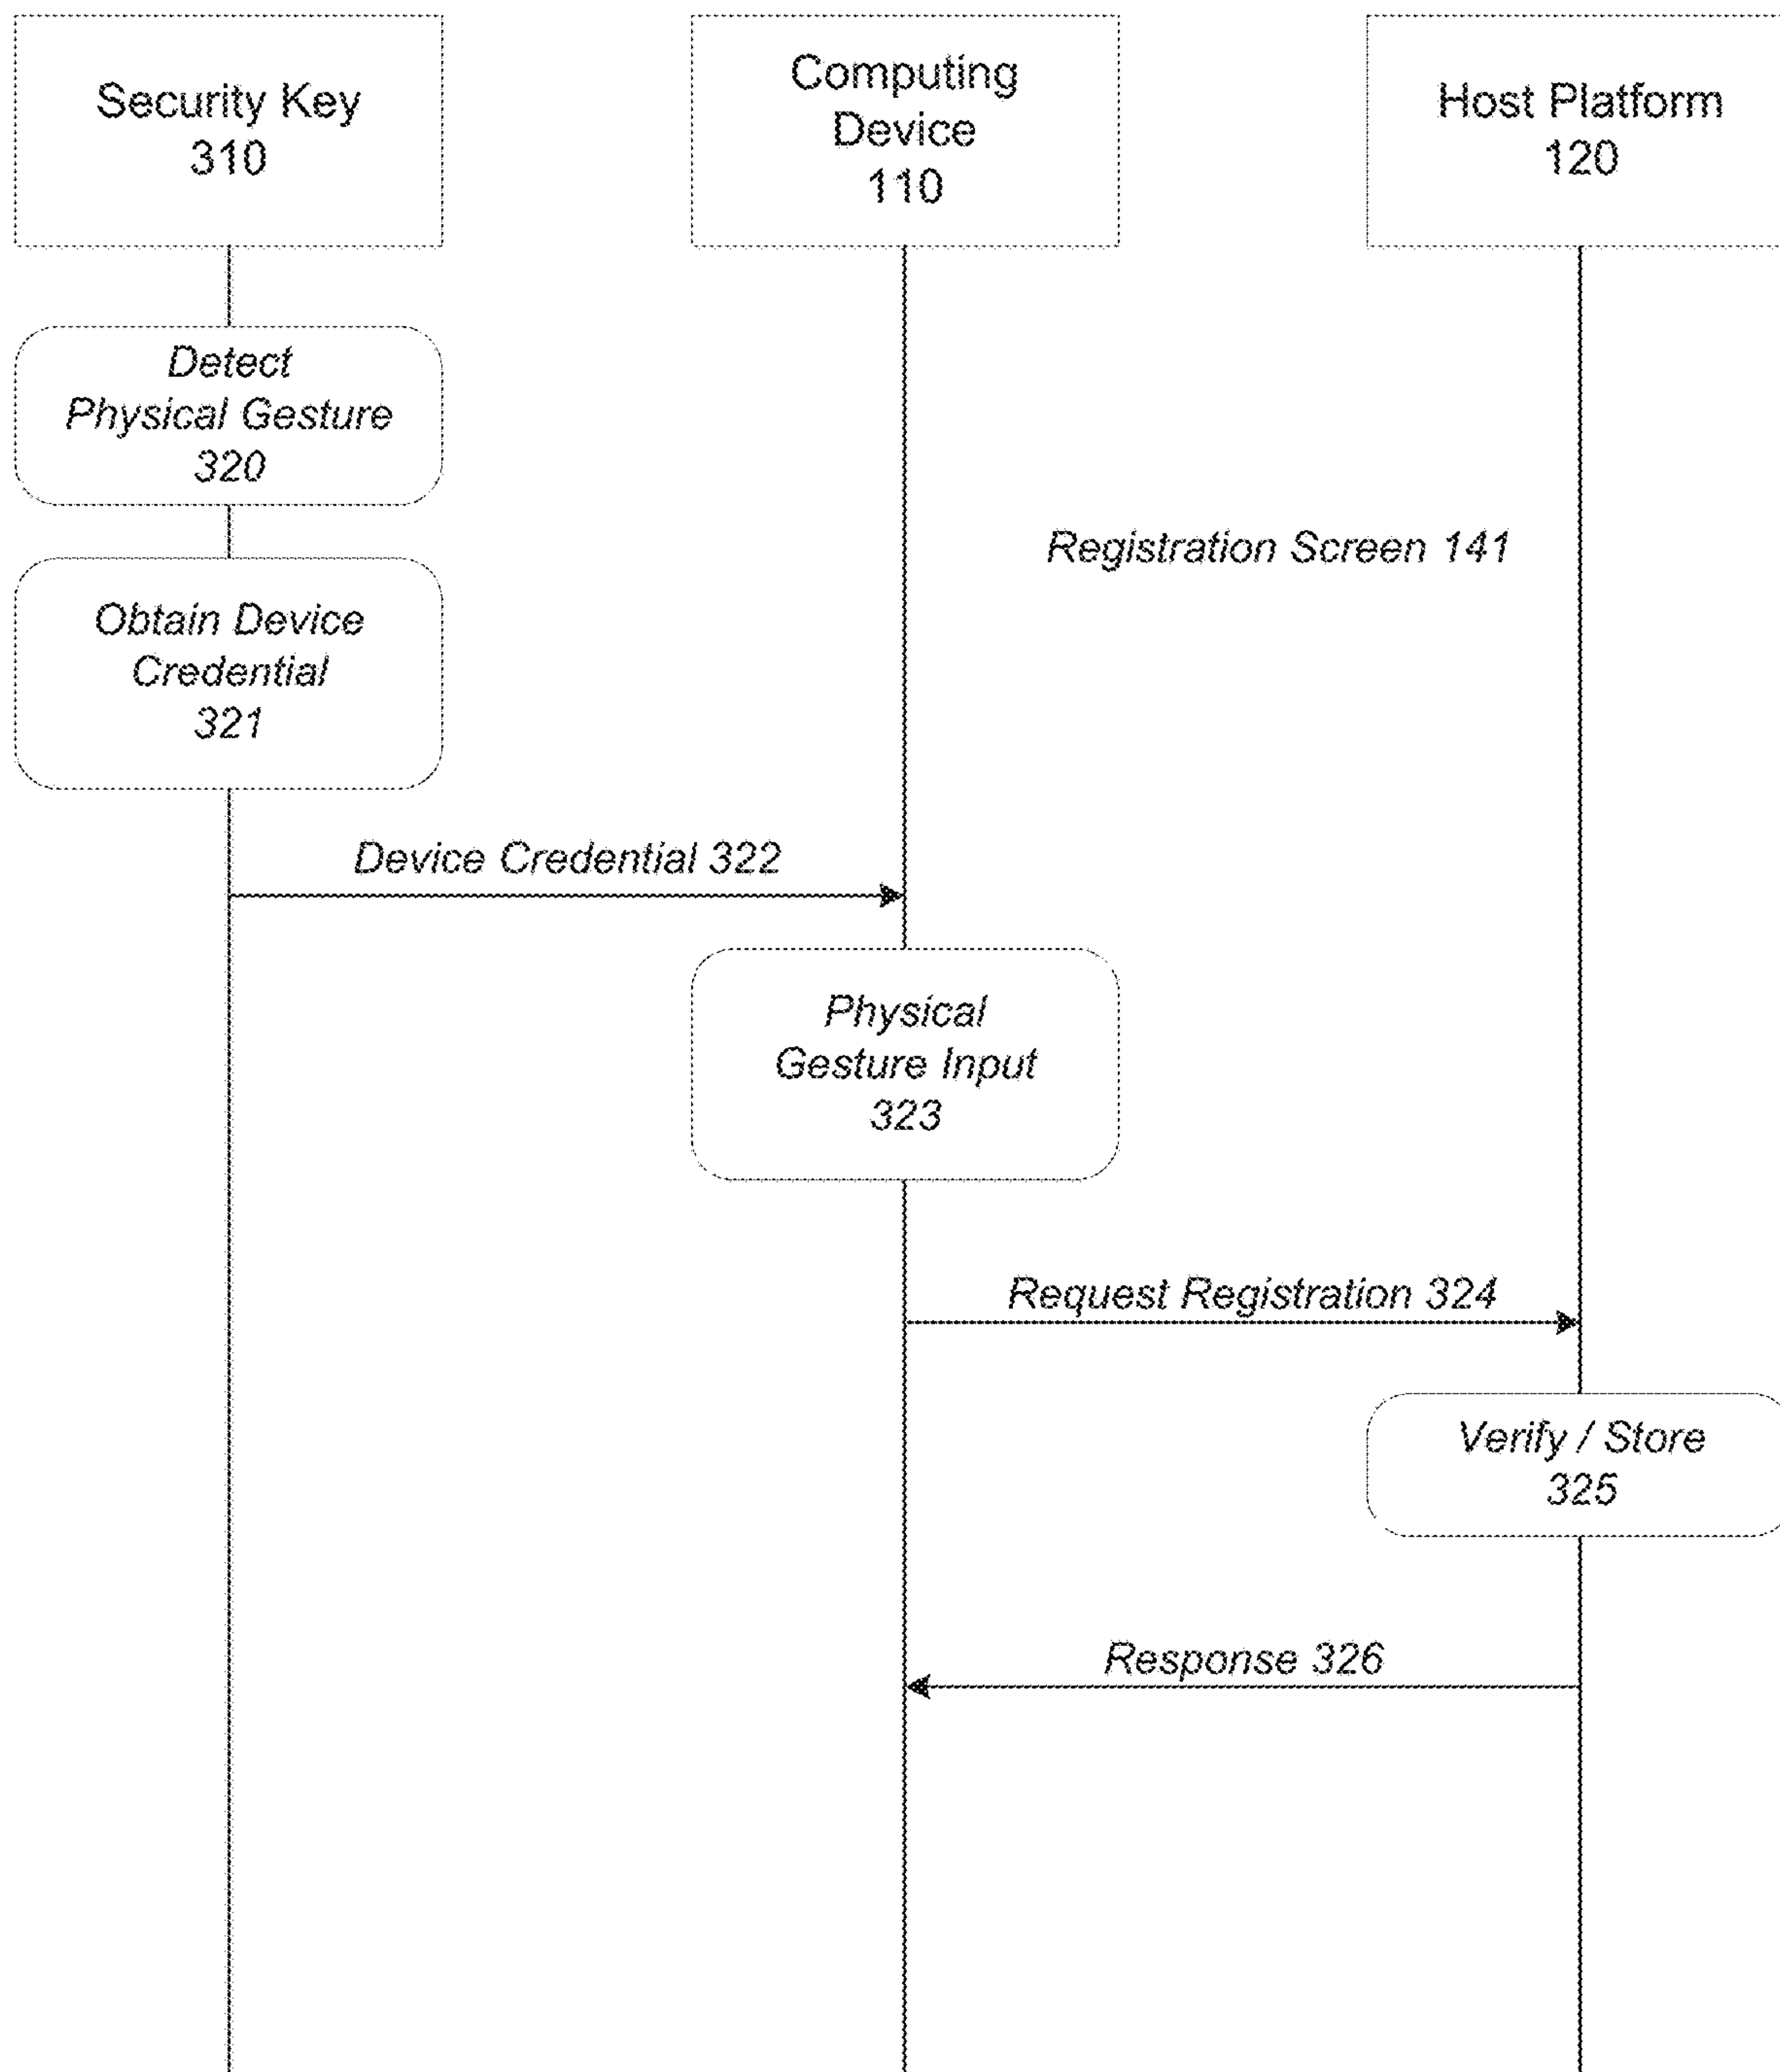 Security Key
310
Computing
Device
110
Host Platform
120
Detect
Physical Gesture
320
Registration Screen 141
Obtain Device
Credential
321
Device Credential 322
Physical
Gesture Input
323
Request Registration 324
Verify / Store
325
Response 326